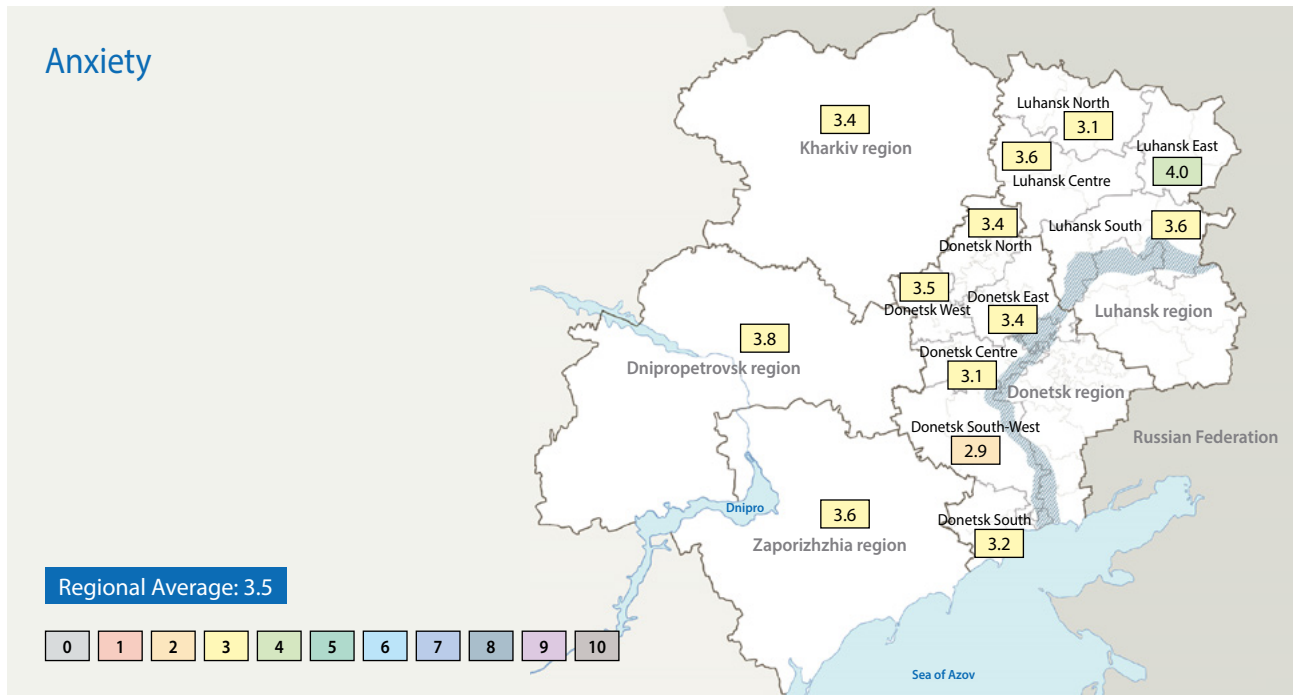 Anxiety
Luhansk North
3.1
3.4
Kharkiv region
3.6
Luhansk East
4.0
Luhansk Centre
3.4
Donetsk North
Luhansk South
3.6
3.5
Donetsk West
Donetsk East
3.4
Luhansk region
3.8
Dnipropetrovsk region
Donetsk Centre
3.1
Donetsk region
Donetsk South-West
2.9
Russian Federation
Dnipro
3.6
Zaporizhzhia region
Donetsk South
3.2
Regional Average: 3.5
0 1 2 3 4 5 6 7 8 9 10
Sea of Azov